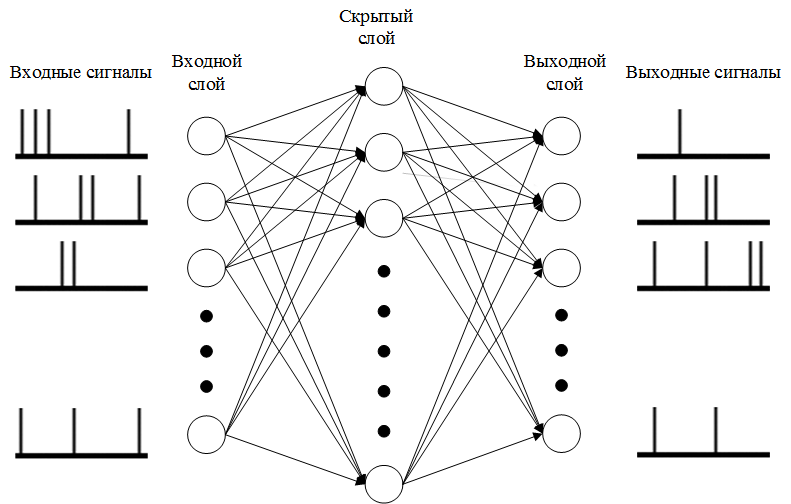 Входные сигналы
Входной
слой
Скрытый
слой
Выходной
слой
Выходные сигналы